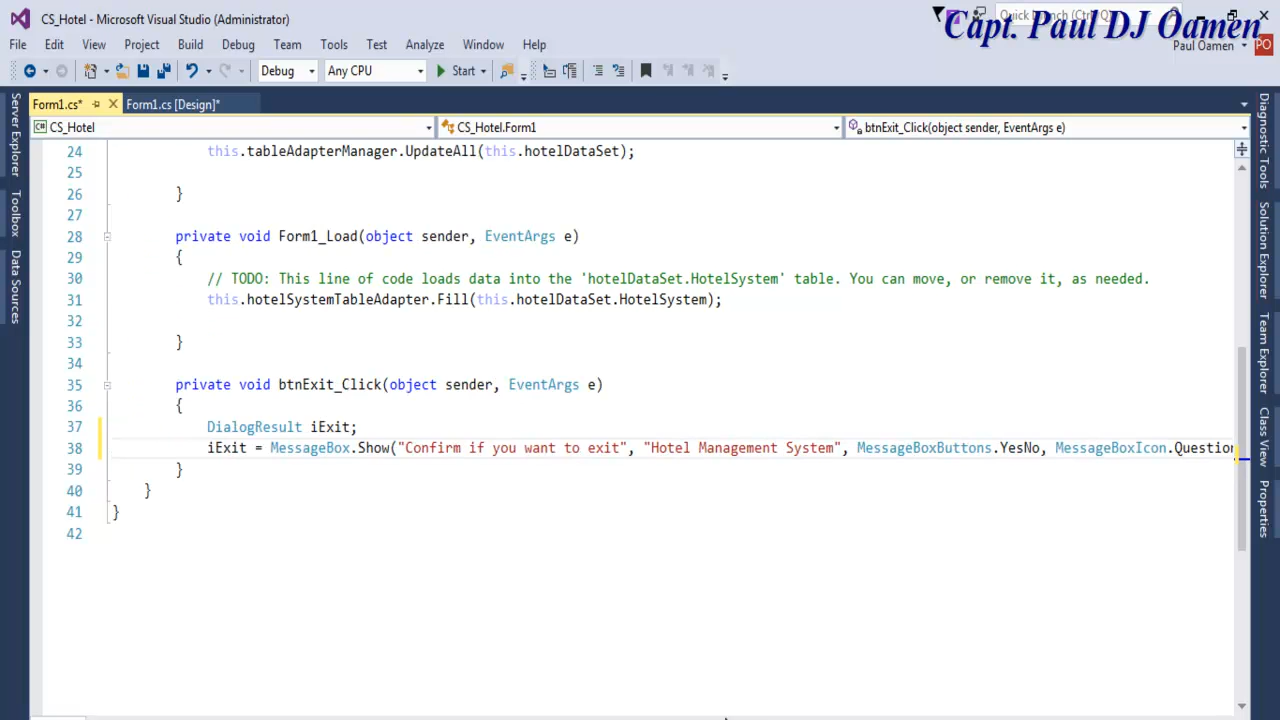 CS_Hotel - Microsoft Visual Studio (Administrator)
Quick Launch (Ctrl+Q)
Capt. Paul DJ Oamen
File Edit View Project Build Debug Team Tools Test Analyze Window Help
Paul Oamen PO
Debug Any CPU Start
Form1.cs* Form1.cs [Design]*
CS_Hotel CS_Hotel.Form1 btnExit_Click(object sender, EventArgs e)
24 this.tableAdapterManager.UpdateAll(this.hotelDataSet);
25
26 }
27
28 private void Form1_Load(object sender, EventArgs e)
29 {
30 // TODO: This line of code loads data into the 'hotelDataSet.HotelSystem' table. You can move, or remove it, as needed.
31 this.hotelSystemTableAdapter.Fill(this.hotelDataSet.HotelSystem);
32
33 }
34
35 private void btnExit_Click(object sender, EventArgs e)
36 {
37 DialogResult iExit;
38 iExit = MessageBox.Show("Confirm if you want to exit", "Hotel Management System", MessageBoxButtons.YesNo, MessageBoxIcon.Question
39 }
40 }
41 }
42
Server Explorer
Toolbox
Data Sources
Diagnostic Tools
Solution Explorer
Team Explorer
Class View
Properties